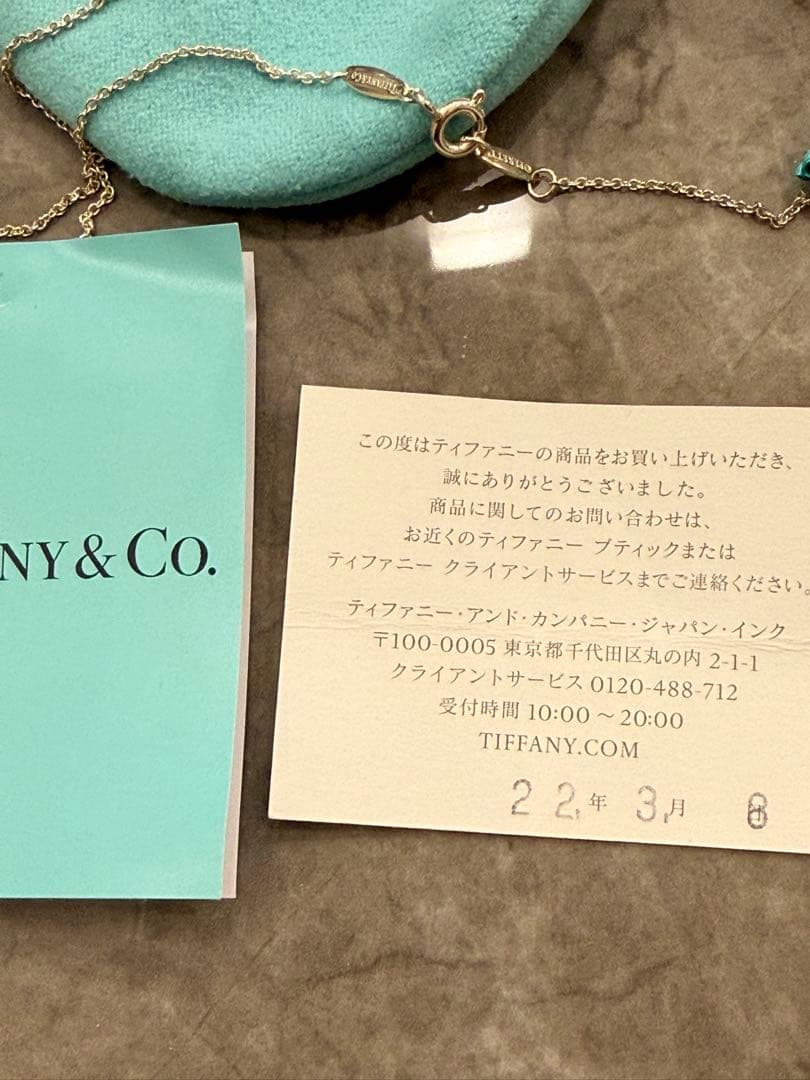 TIFFANY&CO
PERETTI
NY & CO.
この度はティファニーの商品をお買い上げいただき、
誠にありがとうございました。
商品に関してのお問い合わせは、
お近くのティファニー ブティックまたは
ティファニー クライアントサービスまでご連絡ください。
ティファニー・アンド・カンパニー・ジャパン・インク
〒100-0005 東京都千代田区丸の内 2-1-1
クライアントサービス 0120-488-712
受付時間 10:00 ～ 20:00
TIFFANY.COM
22年 3月 8